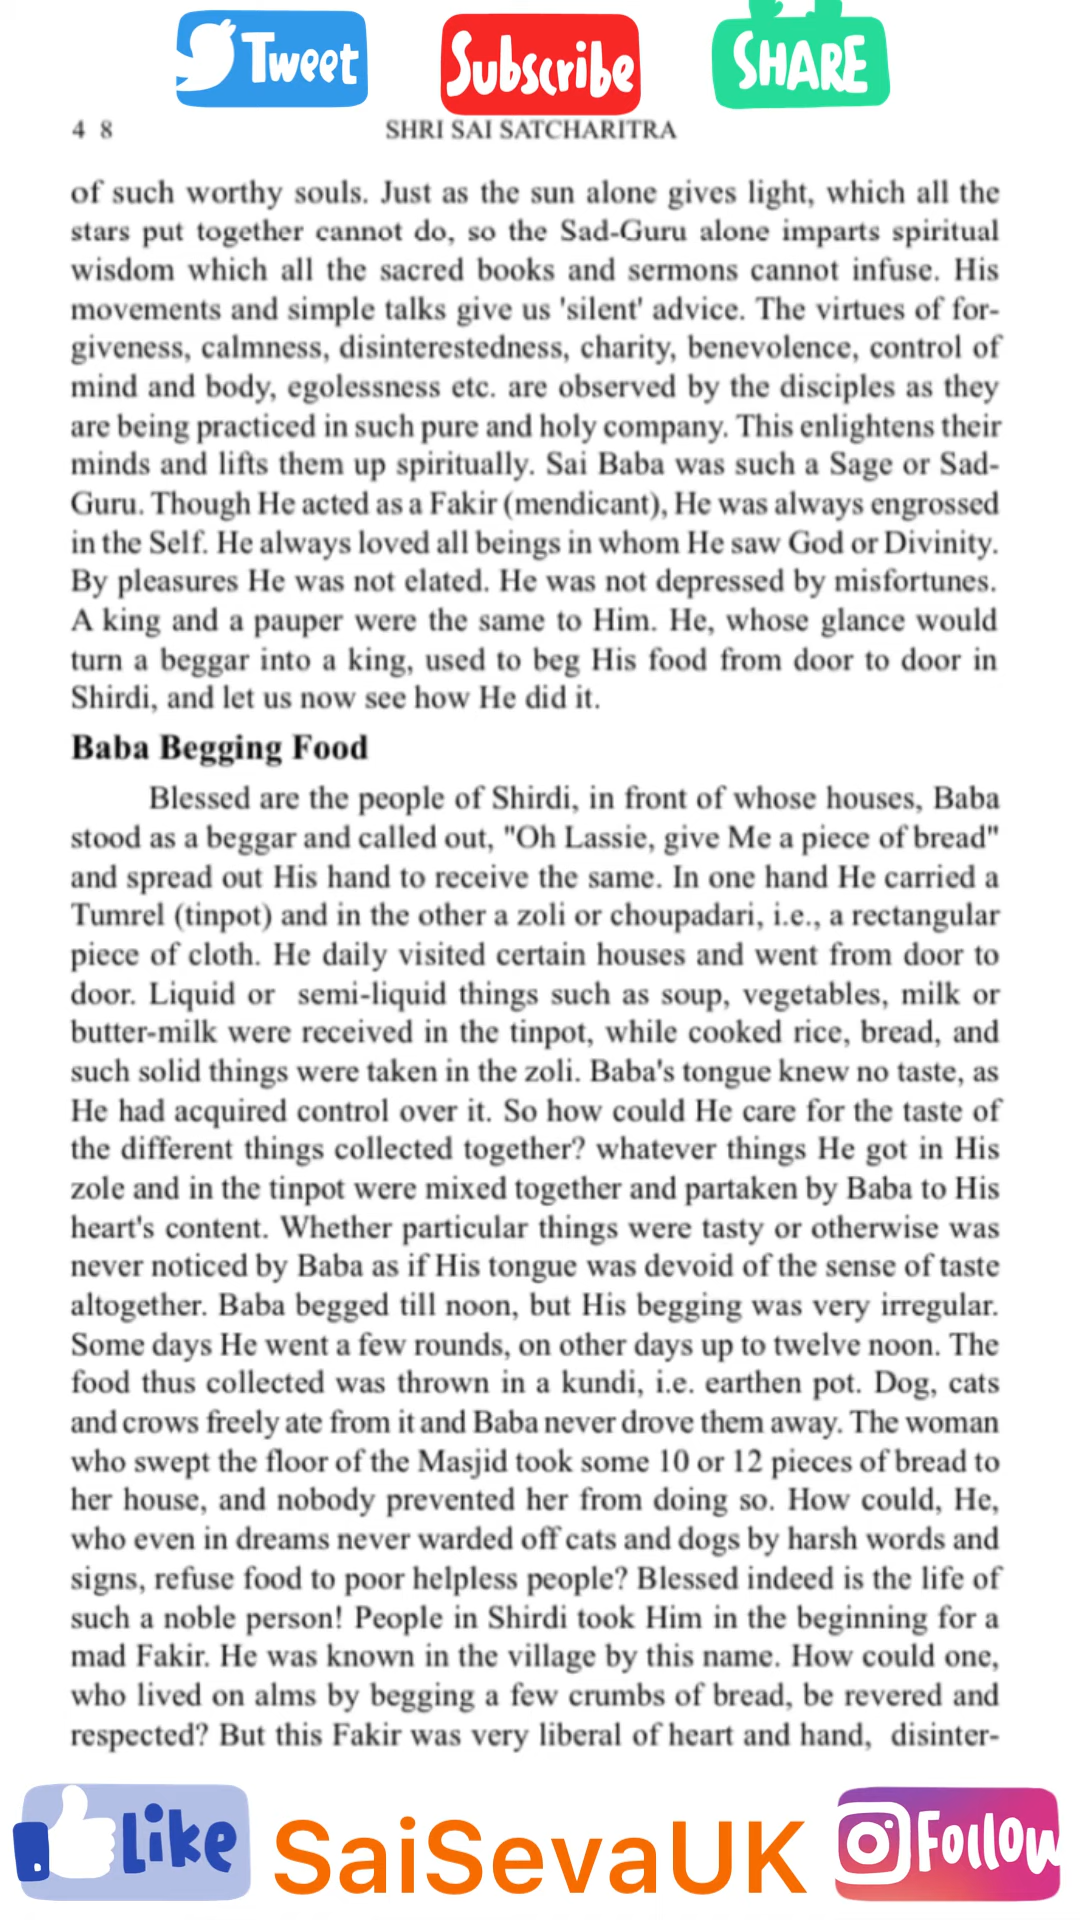 Tweet
Subscribe
SHARE
4 8 SHRI SAI SATCHARITRA
of such worthy souls. Just as the sun alone gives light, which all the
stars put together cannot do, so the Sad-Guru alone imparts spiritual
wisdom which all the sacred books and sermons cannot infuse. His
movements and simple talks give us 'silent' advice. The virtues of for-
giveness, calmness, disinterestedness, charity, benevolence, control of
mind and body, egolessness etc. are observed by the disciples as they
are being practiced in such pure and holy company. This enlightens their
minds and lifts them up spiritually. Sai Baba was such a Sage or Sad-
Guru. Though He acted as a Fakir (mendicant), He was always engrossed
in the Self. He always loved all beings in whom He saw God or Divinity.
By pleasures He was not elated. He was not depressed by misfortunes.
A king and a pauper were the same to Him. He, whose glance would
turn a beggar into a king, used to beg His food from door to door in
Shirdi, and let us now see how He did it.
Baba Begging Food
Blessed are the people of Shirdi, in front of whose houses, Baba
stood as a beggar and called out, "Oh Lassie, give Me a piece of bread"
and spread out His hand to receive the same. In one hand He carried a
Tumrel (tinpot) and in the other a zoli or choupadari, i.e., a rectangular
piece of cloth. He daily visited certain houses and went from door to
door. Liquid or semi-liquid things such as soup, vegetables, milk or
butter-milk were received in the tinpot, while cooked rice, bread, and
such solid things were taken in the zoli. Baba's tongue knew no taste, as
He had acquired control over it. So how could He care for the taste of
the different things collected together? whatever things He got in His
zole and in the tinpot were mixed together and partaken by Baba to His
heart's content. Whether particular things were tasty or otherwise was
never noticed by Baba as if His tongue was devoid of the sense of taste
altogether. Baba begged till noon, but His begging was very irregular.
Some days He went a few rounds, on other days up to twelve noon. The
food thus collected was thrown in a kundi, i.e. earthen pot. Dog, cats
and crows freely ate from it and Baba never drove them away. The woman
who swept the floor of the Masjid took some 10 or 12 pieces of bread to
her house, and nobody prevented her from doing so. How could, He,
who even in dreams never warded off cats and dogs by harsh words and
signs, refuse food to poor helpless people? Blessed indeed is the life of
such a noble person! People in Shirdi took Him in the beginning for a
mad Fakir. He was known in the village by this name. How could one,
who lived on alms by begging a few crumbs of bread, be revered and
respected? But this Fakir was very liberal of heart and hand, disinter-
Like
SaiSevaUK
Follow